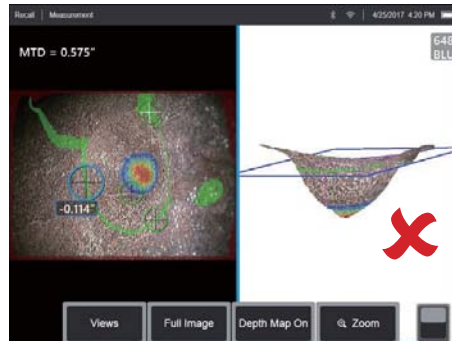 Recall | Measurement 4/25/2017 4:20 PM
MTD = 0.575"
648
BLU
-0.114"
Views Full Image Depth Map On Zoom